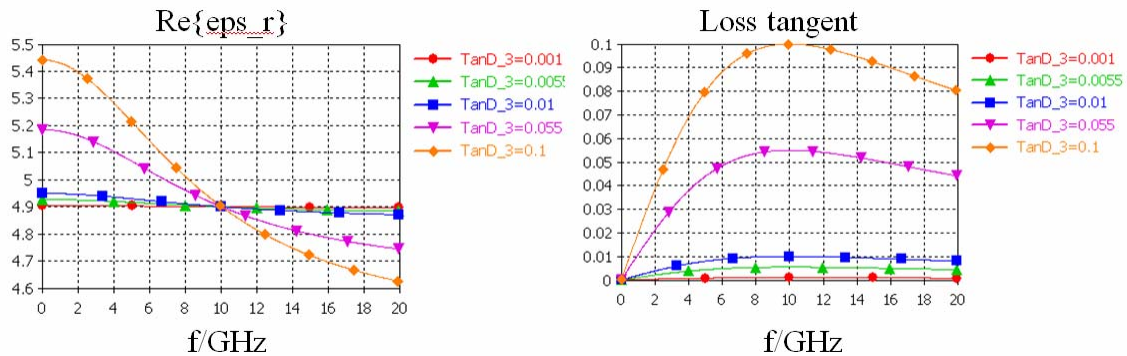 Re{eps_r}
5.5
5.4
5.3
5.2
5.1
5
4.9
4.8
4.7
4.6
0 2 4 6 8 10 12 14 16 18 20
f/GHz
TanD_3=0.001
TanD_3=0.0055
TanD_3=0.01
TanD_3=0.055
TanD_3=0.1
Loss tangent
0.1
0.09
0.08
0.07
0.06
0.05
0.04
0.03
0.02
0.01
0
0 2 4 6 8 10 12 14 16 18 20
f/GHz
TanD_3=0.001
TanD_3=0.0055
TanD_3=0.01
TanD_3=0.055
TanD_3=0.1